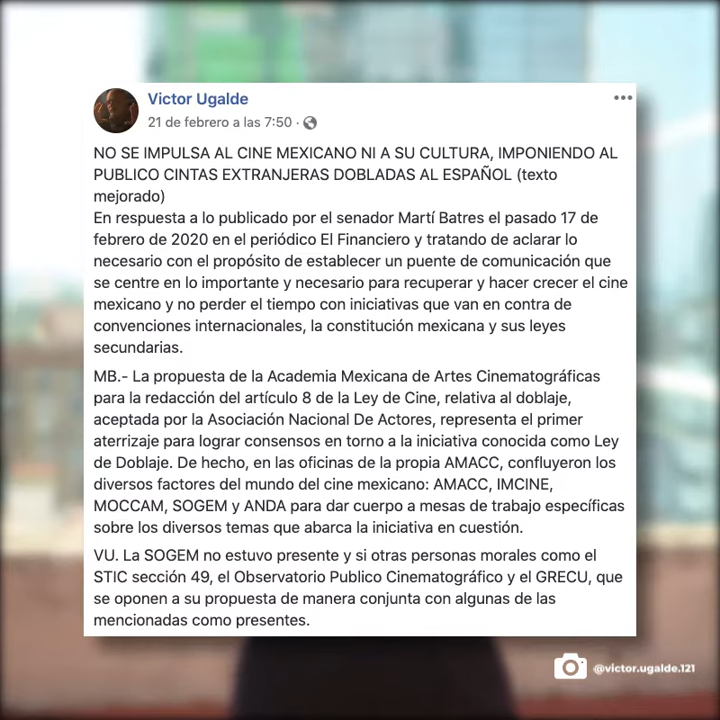 Victor Ugalde
21 de febrero a las 7:50 ·
NO SE IMPULSA AL CINE MEXICANO NI A SU CULTURA, IMPONIENDO AL
PUBLICO CINTAS EXTRANJERAS DOBLADAS AL ESPAÑOL (texto
mejorado)
En respuesta a lo publicado por el senador Martí Batres el pasado 17 de
febrero de 2020 en el periódico El Financiero y tratando de aclarar lo
necesario con el propósito de establecer un puente de comunicación que
se centre en lo importante y necesario para recuperar y hacer crecer el cine
mexicano y no perder el tiempo con iniciativas que van en contra de
convenciones internacionales, la constitución mexicana y sus leyes
secundarias.
MB.- La propuesta de la Academia Mexicana de Artes Cinematográficas
para la redacción del artículo 8 de la Ley de Cine, relativa al doblaje,
aceptada por la Asociación Nacional De Actores, representa el primer
aterrizaje para lograr consensos en torno a la iniciativa conocida como Ley
de Doblaje. De hecho, en las oficinas de la propia AMACC, confluyeron los
diversos factores del mundo del cine mexicano: AMACC, IMCINE,
MOCCAM, SOGEM y ANDA para dar cuerpo a mesas de trabajo específicas
sobre los diversos temas que abarca la iniciativa en cuestión.
VU. La SOGEM no estuvo presente y si otras personas morales como el
STIC sección 49, el Observatorio Publico Cinematográfico y el GRECU, que
se oponen a su propuesta de manera conjunta con algunas de las
mencionadas como presentes.
@victor.ugalde.121